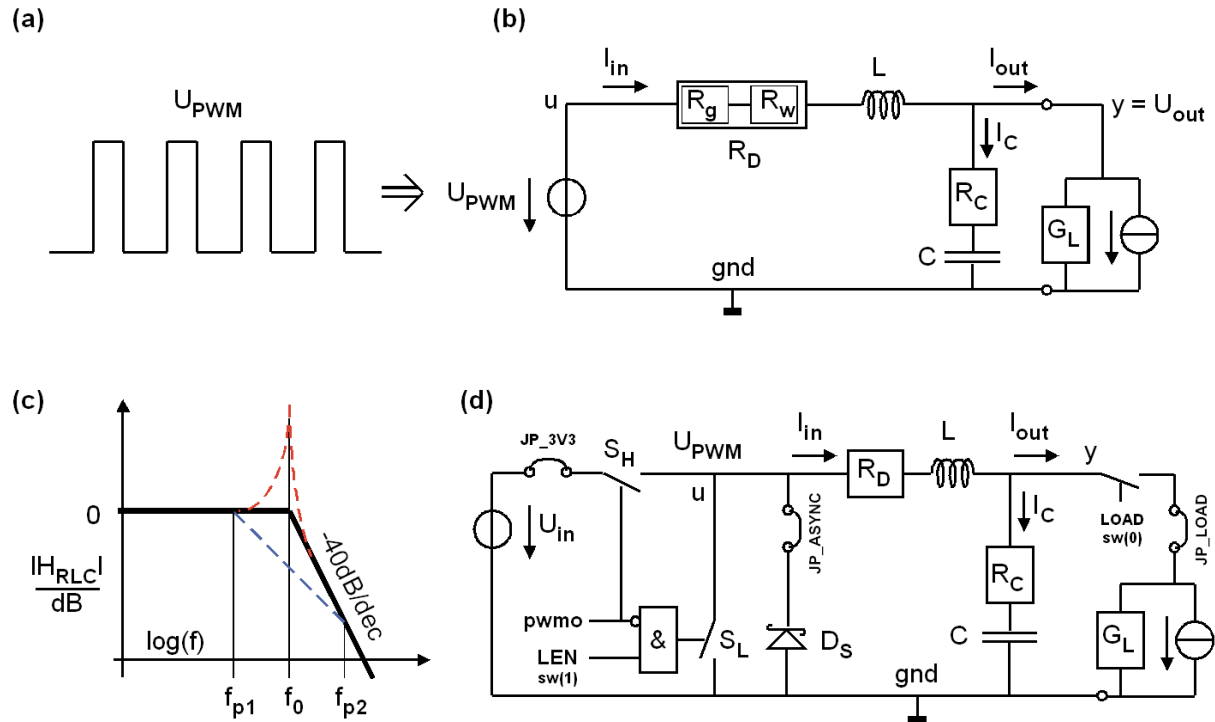 (a)
U_PWM
(b)
I_in
I_out
L
u
R_g
R_w
R_D
y = U_out
I_C
U_PWM
R_C
G_L
C
gnd
(c)
0
|H_RLC|
dB
-40dB/dec
log(f)
f_p1
f_0
f_p2
(d)
JP_3V3
S_H
U_PWM
I_in
L
I_out
y
u
R_D
U_in
JP_ASYNC
I_C
LOAD
sw(0)
JP_LOAD
R_C
pwmo
&
LEN
sw(1)
S_L
D_S
C
G_L
gnd